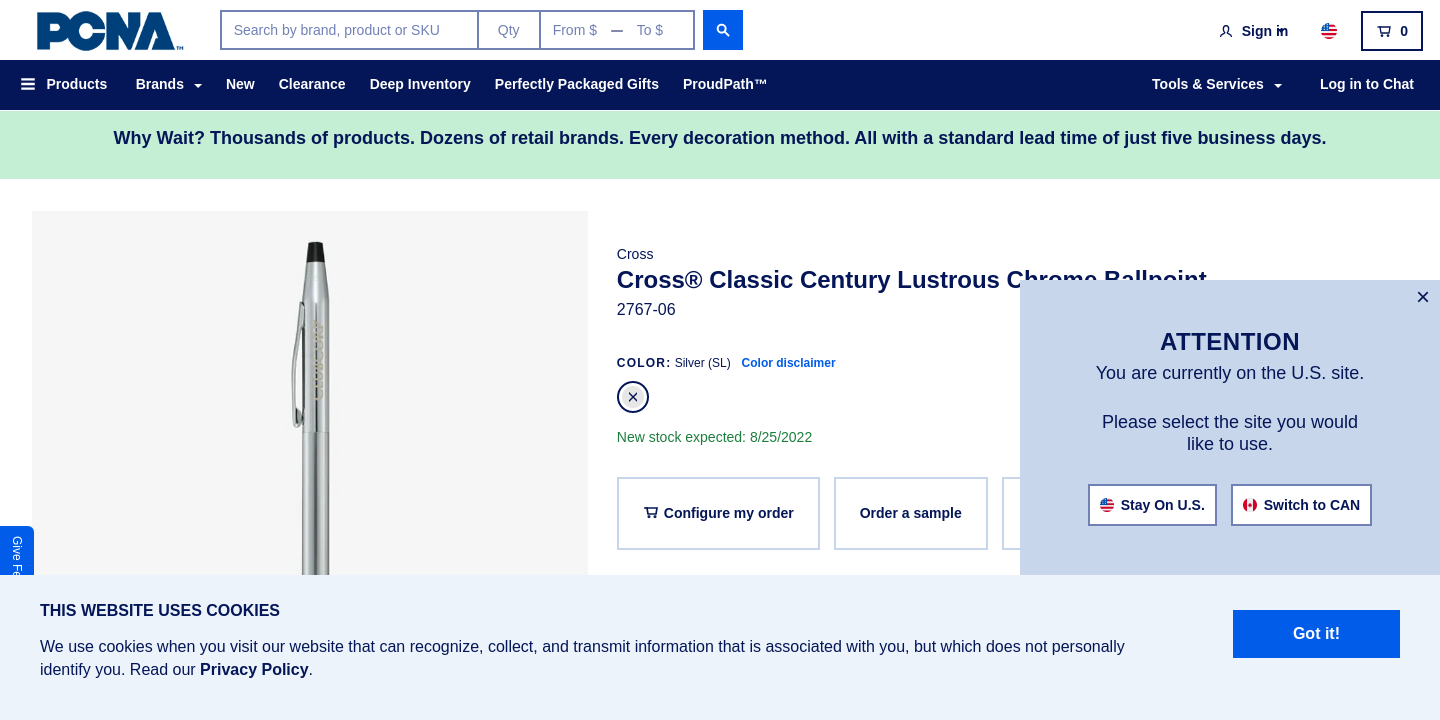 PCNA™
Search by brand, product or SKU
Qty
From $ — To $
Sign in
0
Products
Brands
New
Clearance
Deep Inventory
Perfectly Packaged Gifts
ProudPath™
Tools & Services
Log in to Chat
Why Wait? Thousands of products. Dozens of retail brands. Every decoration method. All with a standard lead time of just five business days.
Cross
Cross® Classic Century Lustrous Chrome Ballpoint
2767-06
COLOR: Silver (SL) Color disclaimer
New stock expected: 8/25/2022
Configure my order
Order a sample
ATTENTION
You are currently on the U.S. site.
Please select the site you would
like to use.
Stay On U.S.
Switch to CAN
Give Fe
THIS WEBSITE USES COOKIES
We use cookies when you visit our website that can recognize, collect, and transmit information that is associated with you, but which does not personally
identify you. Read our Privacy Policy.
Got it!